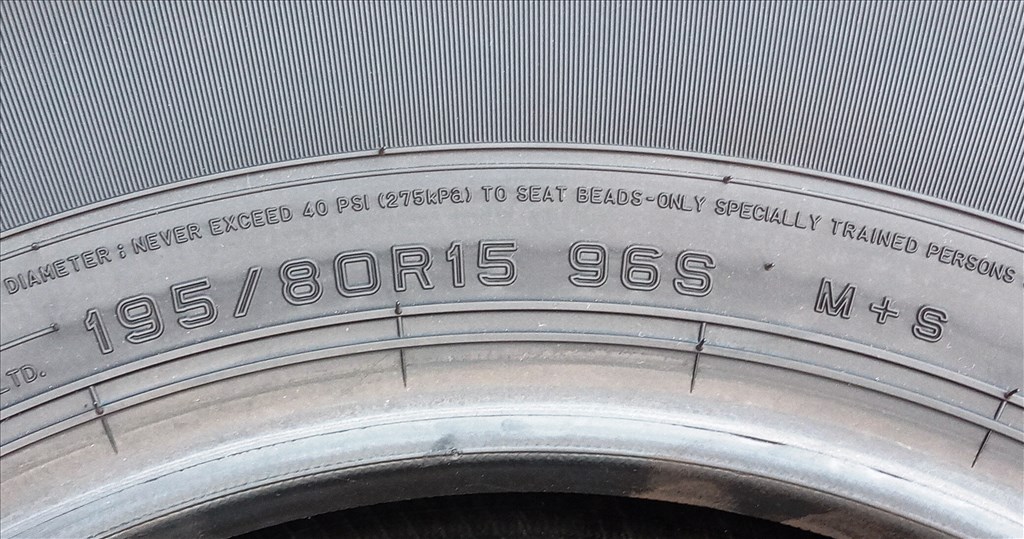 DIAMETER ; NEVER EXCEED 40 PSI (275kPa) TO SEAT BEADS-ONLY SPECIALLY TRAINED PERSONS
195/80R15 96S M+S
LTD.